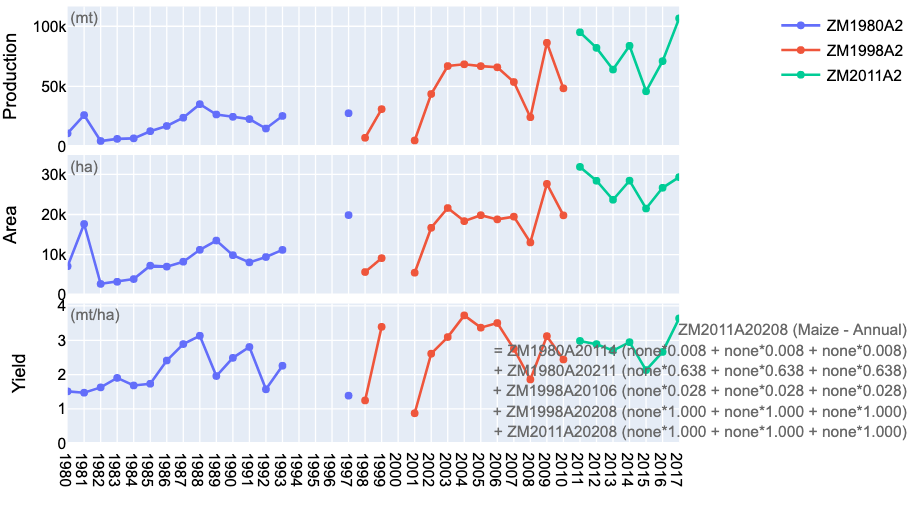 (mt)
100k
50k
0
Production
ZM1980A2
ZM1998A2
ZM2011A2
(ha)
30k
20k
10k
0
Area
(mt/ha)
4
3
2
1
0
Yield
ZM2011A20208 (Maize - Annual)
= ZM1980A20114 (none*0.008 + none*0.008 + none*0.008)
+ ZM1980A20211 (none*0.638 + none*0.638 + none*0.638)
+ ZM1998A20106 (none*0.028 + none*0.028 + none*0.028)
+ ZM1998A20208 (none*1.000 + none*1.000 + none*1.000)
+ ZM2011A20208 (none*1.000 + none*1.000 + none*1.000)
1980 1981 1982 1983 1984 1985 1986 1987 1988 1989 1990 1991 1992 1993 1994 1995 1996 1997 1998 1999 2000 2001 2002 2003 2004 2005 2006 2007 2008 2009 2010 2011 2012 2013 2014 2015 2016 2017